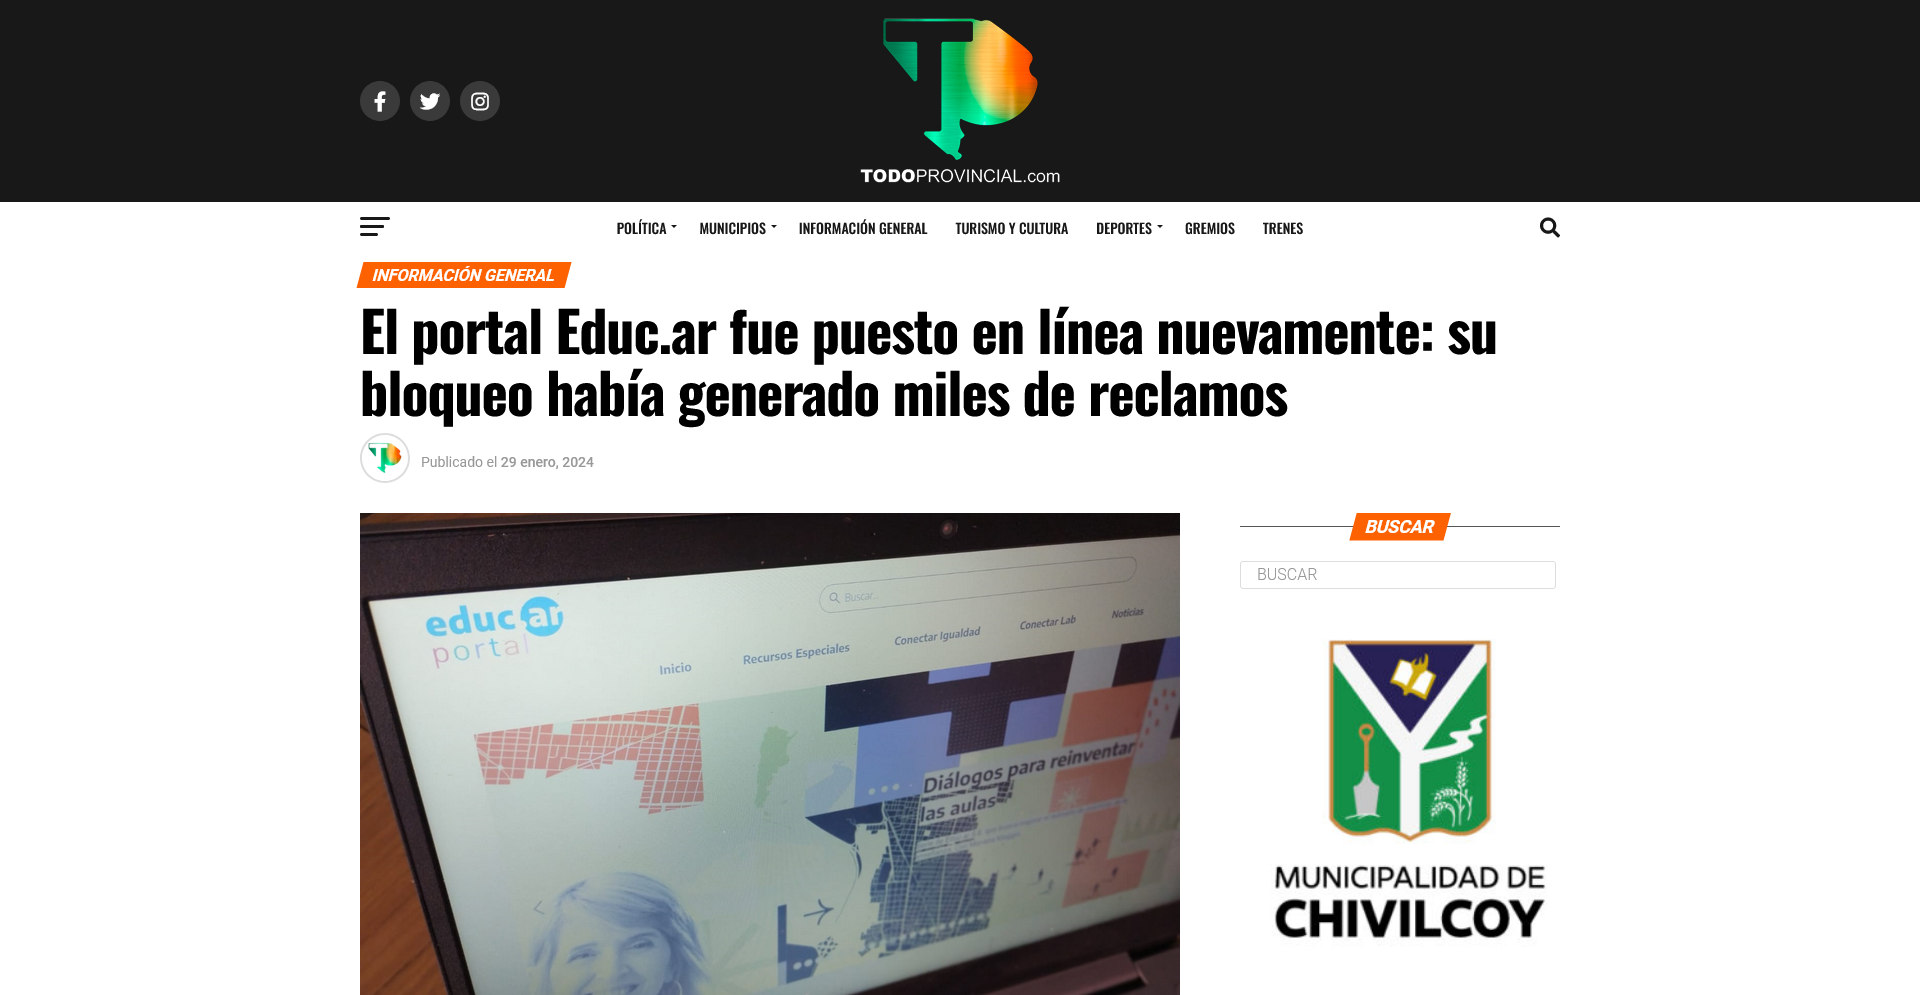 TODOPROVINCIAL.com
POLÍTICA
MUNICIPIOS
INFORMACIÓN GENERAL
TURISMO Y CULTURA
DEPORTES
GREMIOS
TRENES
INFORMACIÓN GENERAL
El portal Educ.ar fue puesto en línea nuevamente: su
bloqueo había generado miles de reclamos
Publicado el 29 enero, 2024
educ.ar
portal
Buscar...
Inicio
Recursos Especiales
Conectar Igualdad
Conectar Lab
Noticias
Diálogos para reinventar
las aulas
BUSCAR
BUSCAR
MUNICIPALIDAD DE
CHIVILCOY